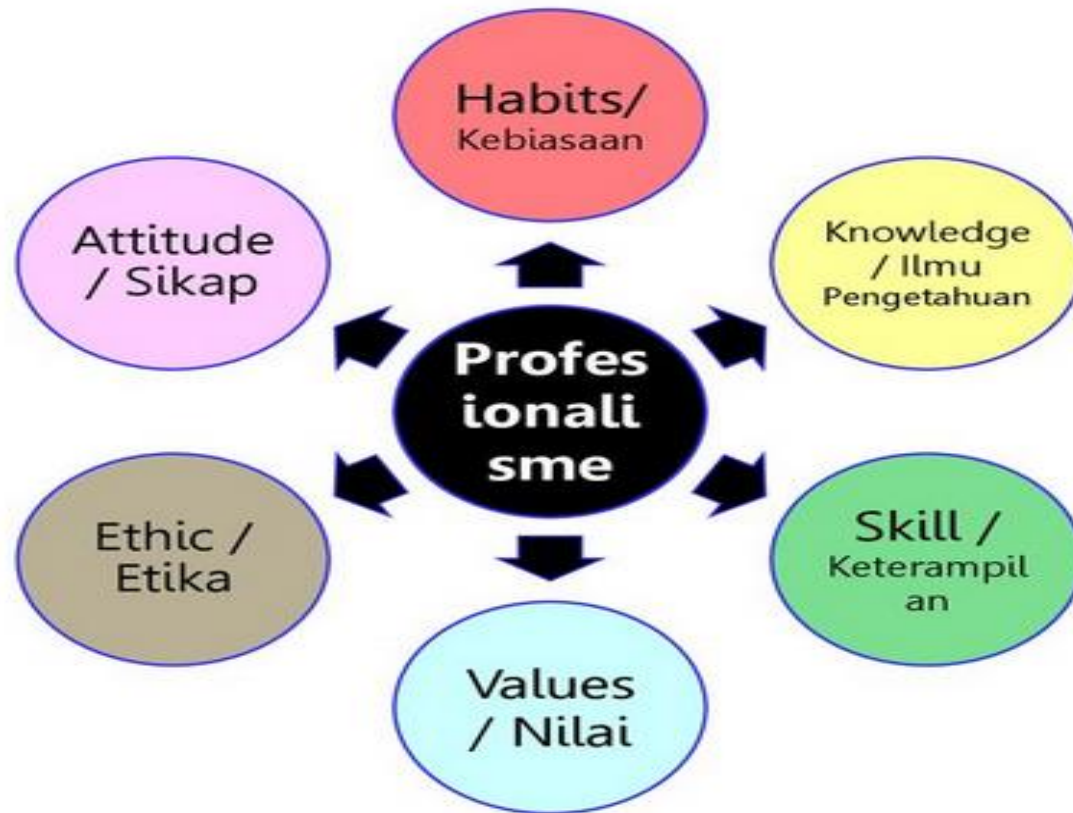 Habits/
Kebiasaan
Attitude
/ Sikap
Knowledge
/ Ilmu
Pengetahuan
Profes
ionali
sme
Ethic /
Etika
Skill /
Keterampil
an
Values
/ Nilai